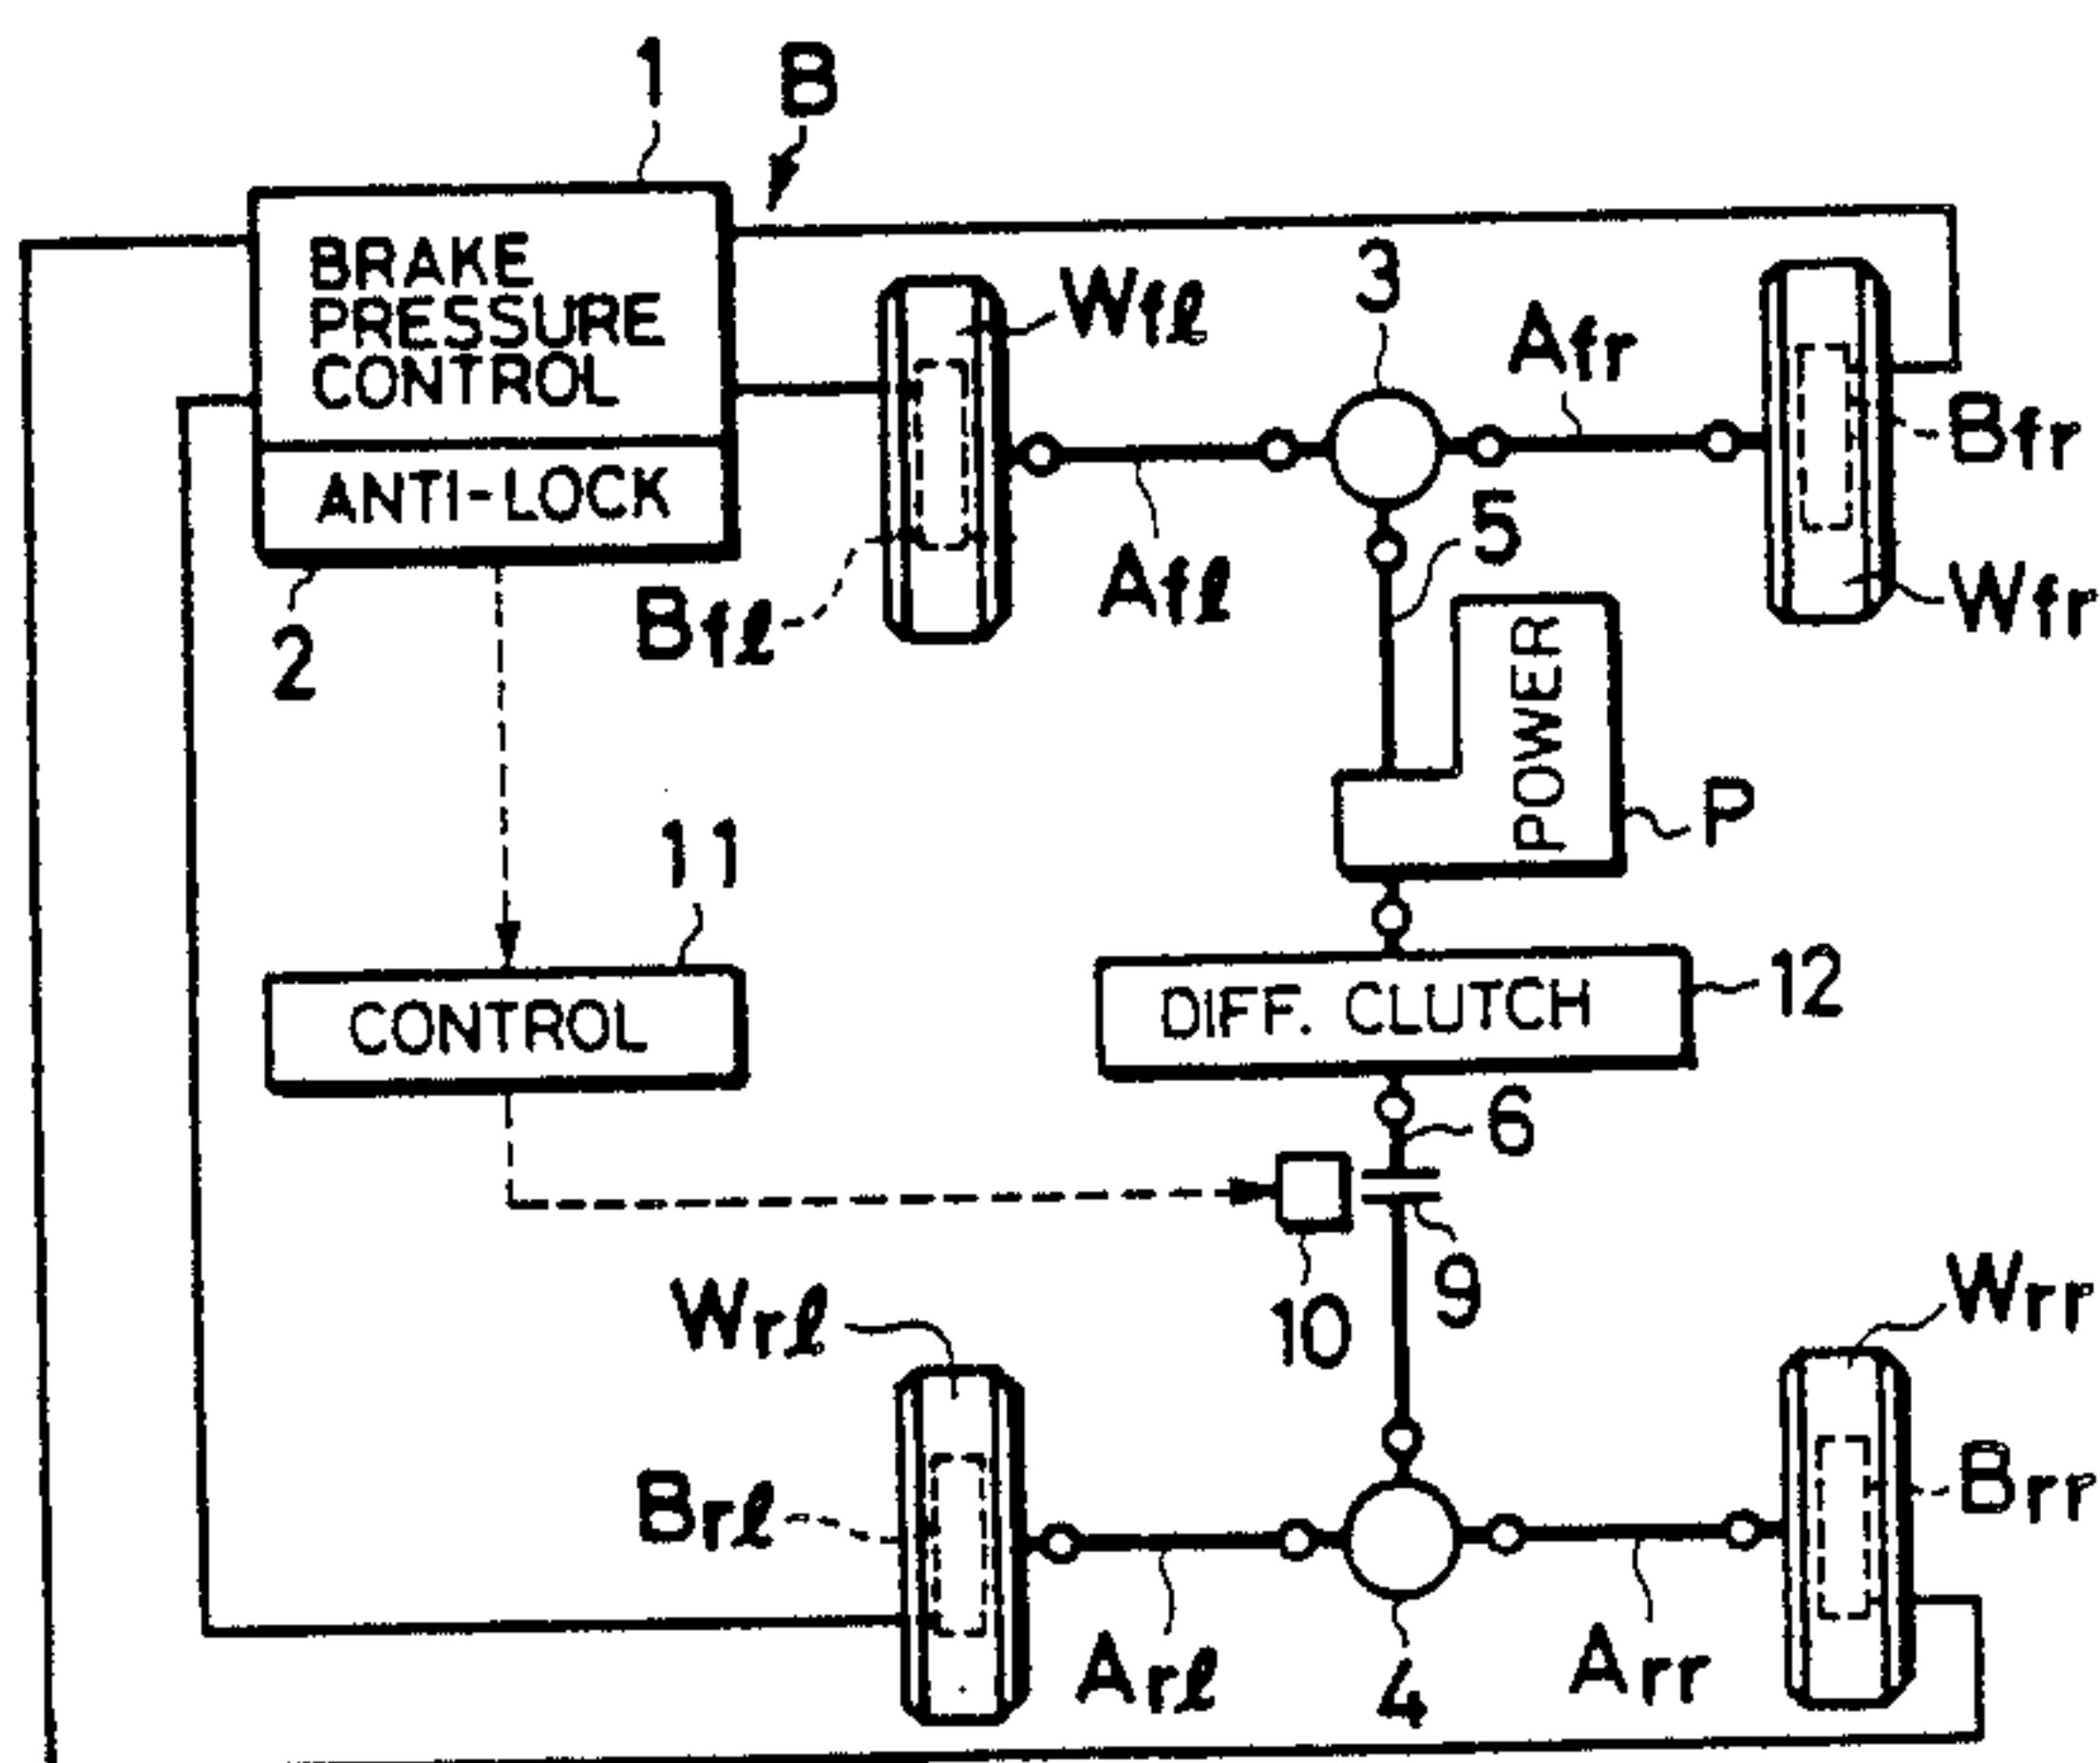 1
B
BRAKE
PRESSURE
CONTROL
ANTI-LOCK
2
Wfl
3
Afr
Bfr
Wfr
Bfl
Afl
5
POWER
P
11
CONTROL
DIFF. CLUTCH
12
6
9
10
Wrl
Wrr
Brl
Brr
Arl
4
Arr